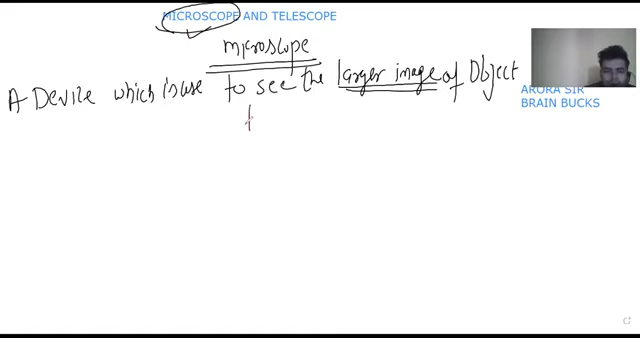 MICROSCOPE AND TELESCOPE
microscope
A Device which is use to see the larger image of Object
ARORA SIR
BRAIN BUCKS